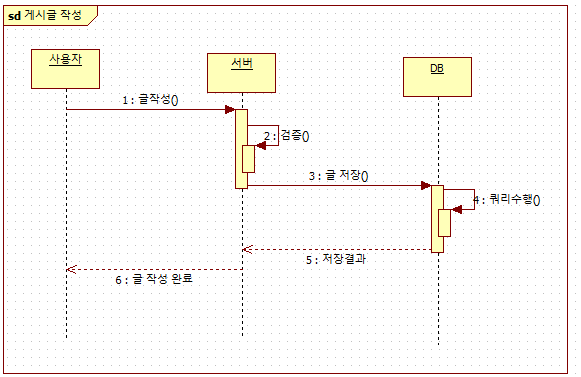 sd 게시글 작성
사용자
서버
DB
1 : 글작성()
2 : 검증()
3 : 글 저장()
4 : 쿼리수행()
5 : 저장결과
6 : 글 작성 완료